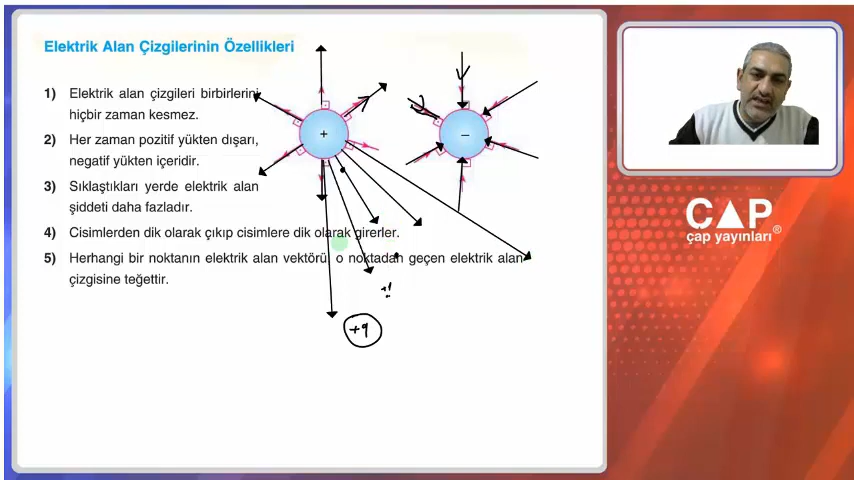 Elektrik Alan Çizgilerinin Özellikleri
1) Elektrik alan çizgileri birbirlerini
hiçbir zaman kesmez.
2) Her zaman pozitif yükten dışarı,
negatif yükten içeridir.
3) Sıklaştıkları yerde elektrik alan
şiddeti daha fazladır.
4) Cisimlerden dik olarak çıkıp cisimlere dik olarak girerler.
5) Herhangi bir noktanın elektrik alan vektörü o noktadan geçen elektrik alan
çizgisine teğettir.
+
–
+q
ÇAP
çap yayınları®